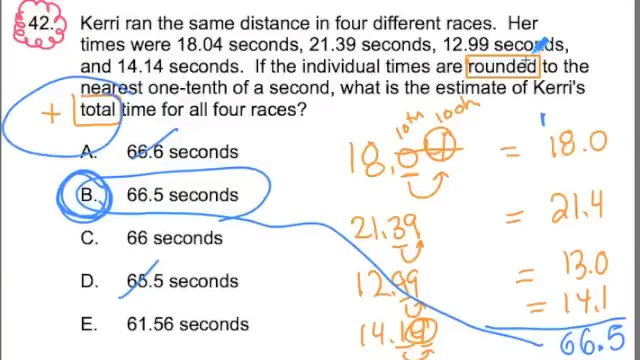 42. Kerri ran the same distance in four different races. Her
times were 18.04 seconds, 21.39 seconds, 12.99 seconds,
and 14.14 seconds. If the individual times are rounded to the
nearest one-tenth of a second, what is the estimate of Kerri's
total time for all four races?
+
A. 66.6 seconds
B. 66.5 seconds
C. 66 seconds
D. 65.5 seconds
E. 61.56 seconds
10th 100th
18.04 = 18.0
21.39 = 21.4
12.99 = 13.0
14.14 = 14.1
66.5